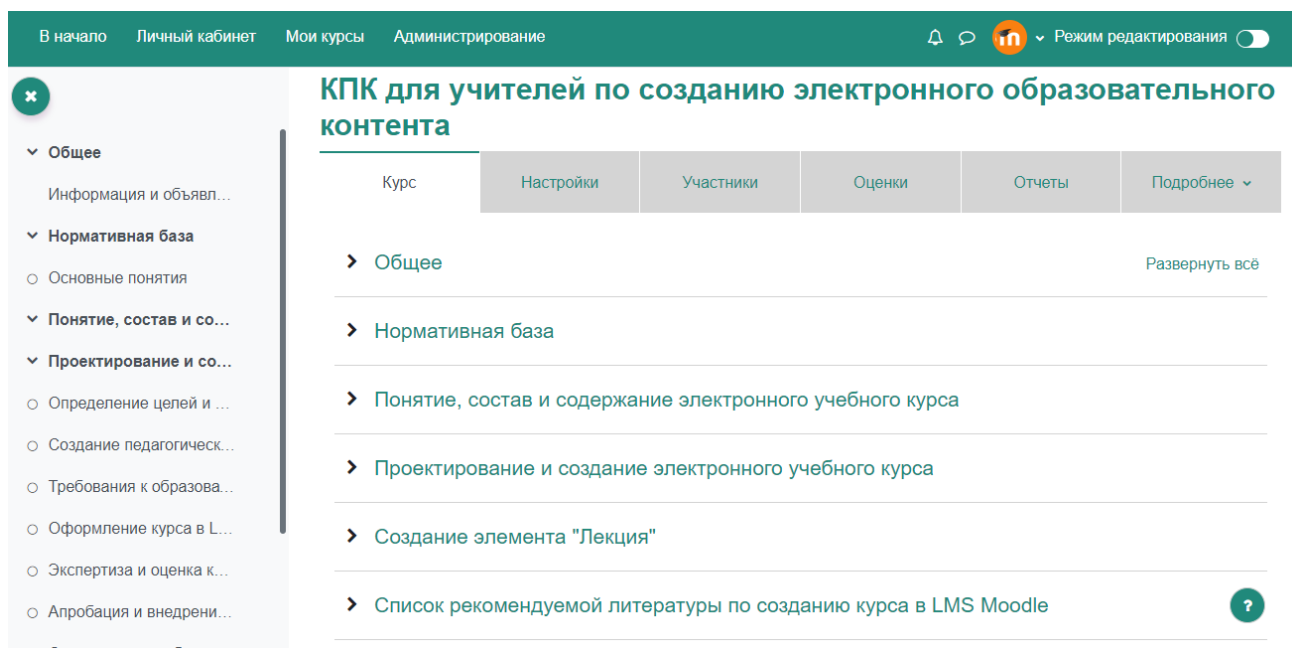 В начало Личный кабинет Мои курсы Администрирование Режим редактирования
КПК для учителей по созданию электронного образовательного
контента
Общее
Информация и объявл...
Нормативная база
Основные понятия
Понятие, состав и со...
Проектирование и со...
Определение целей и ...
Создание педагогическ...
Требования к образова...
Оформление курса в L...
Экспертиза и оценка к...
Апробация и внедрени...
Курс Настройки Участники Оценки Отчеты Подробнее
Общее Развернуть всё
Нормативная база
Понятие, состав и содержание электронного учебного курса
Проектирование и создание электронного учебного курса
Создание элемента "Лекция"
Список рекомендуемой литературы по созданию курса в LMS Moodle
?